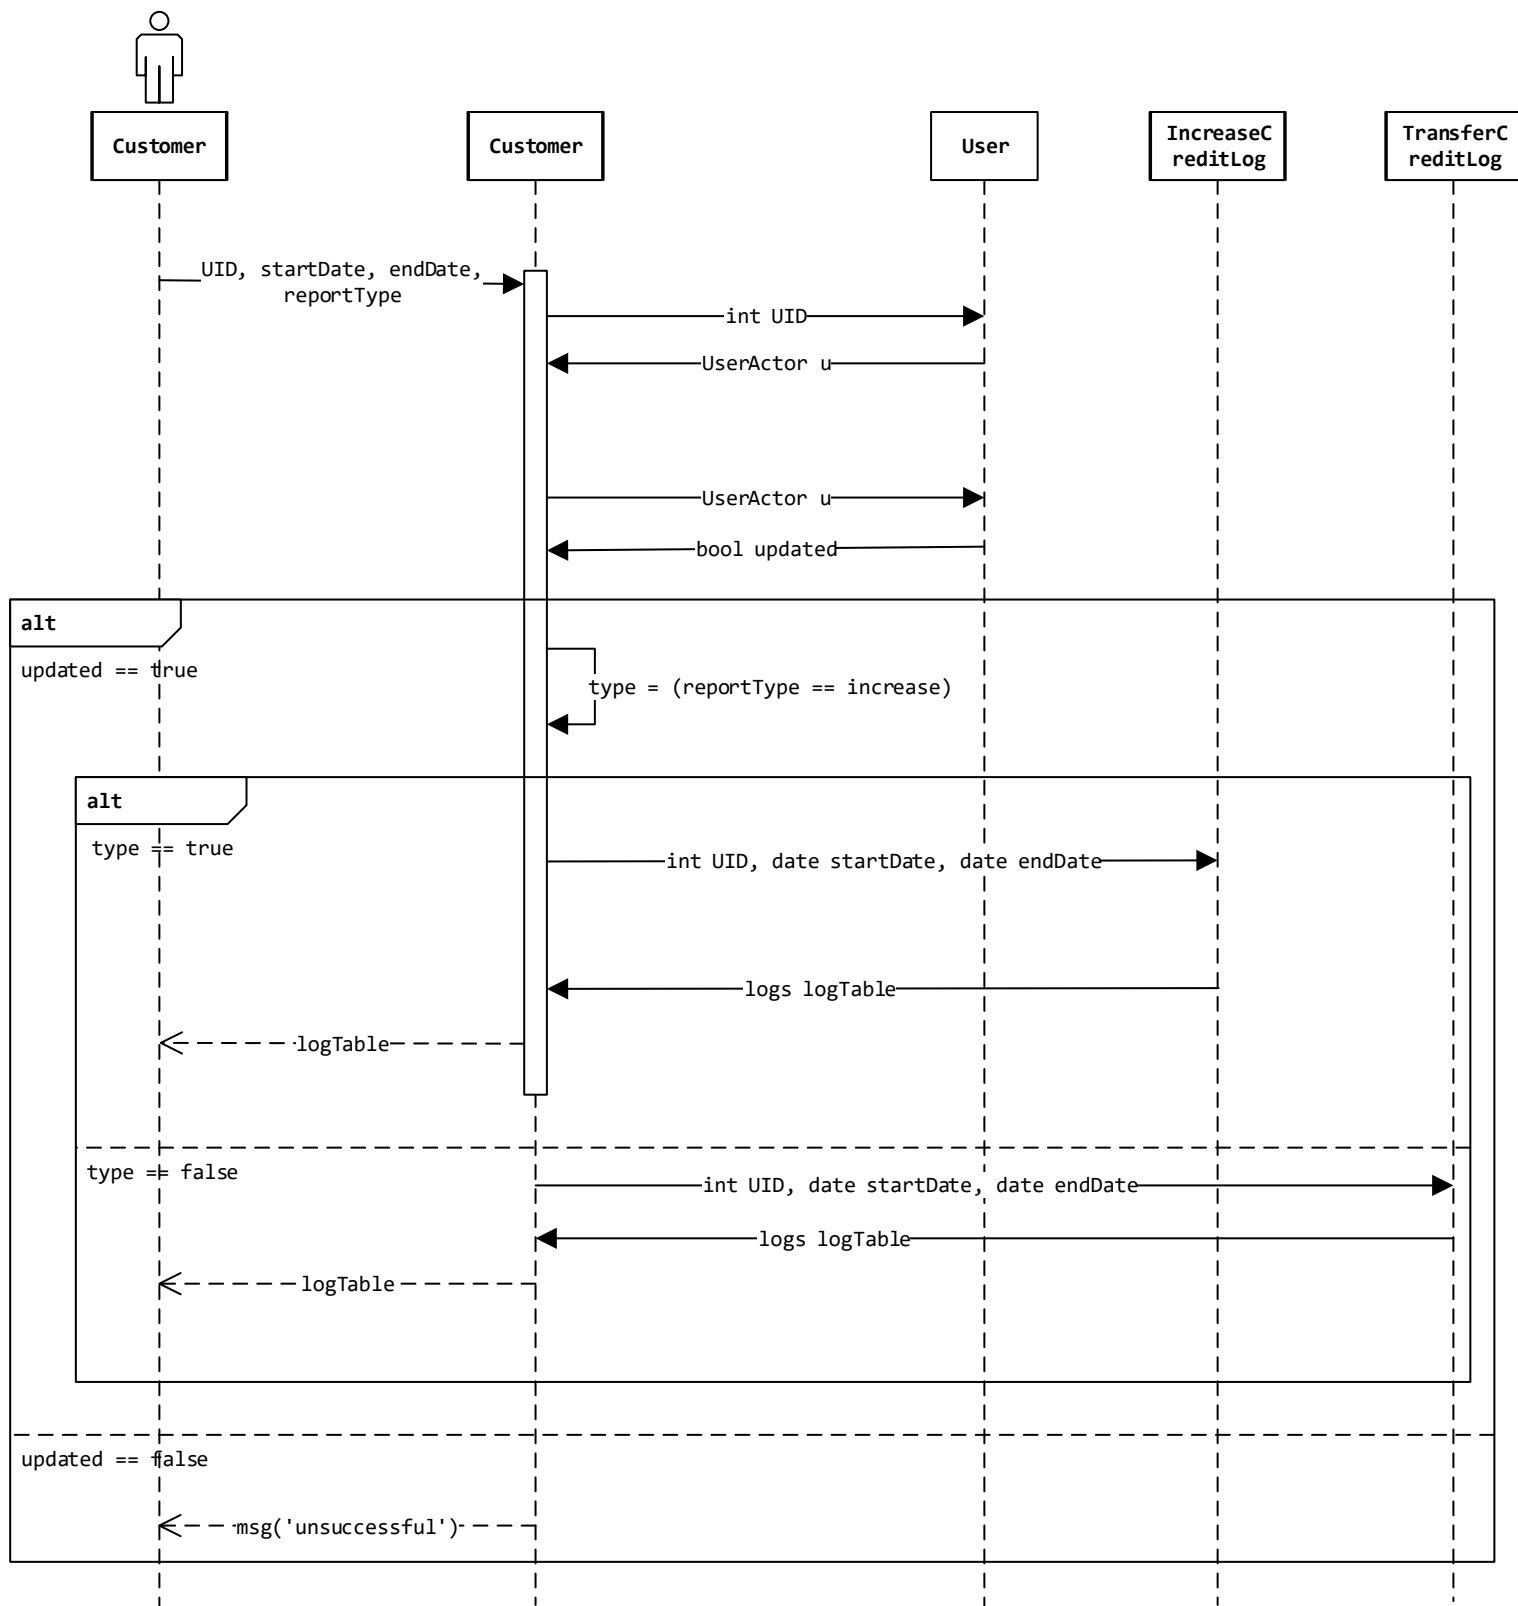 Customer
Customer
User
IncreaseC
reditLog
TransferC
reditLog
UID, startDate, endDate,
reportType
int UID
UserActor u
UserActor u
bool updated
alt
updated == true
type = (reportType == increase)
alt
type == true
int UID, date startDate, date endDate
logs logTable
logTable
type == false
int UID, date startDate, date endDate
logs logTable
logTable
updated == false
msg('unsuccessful')